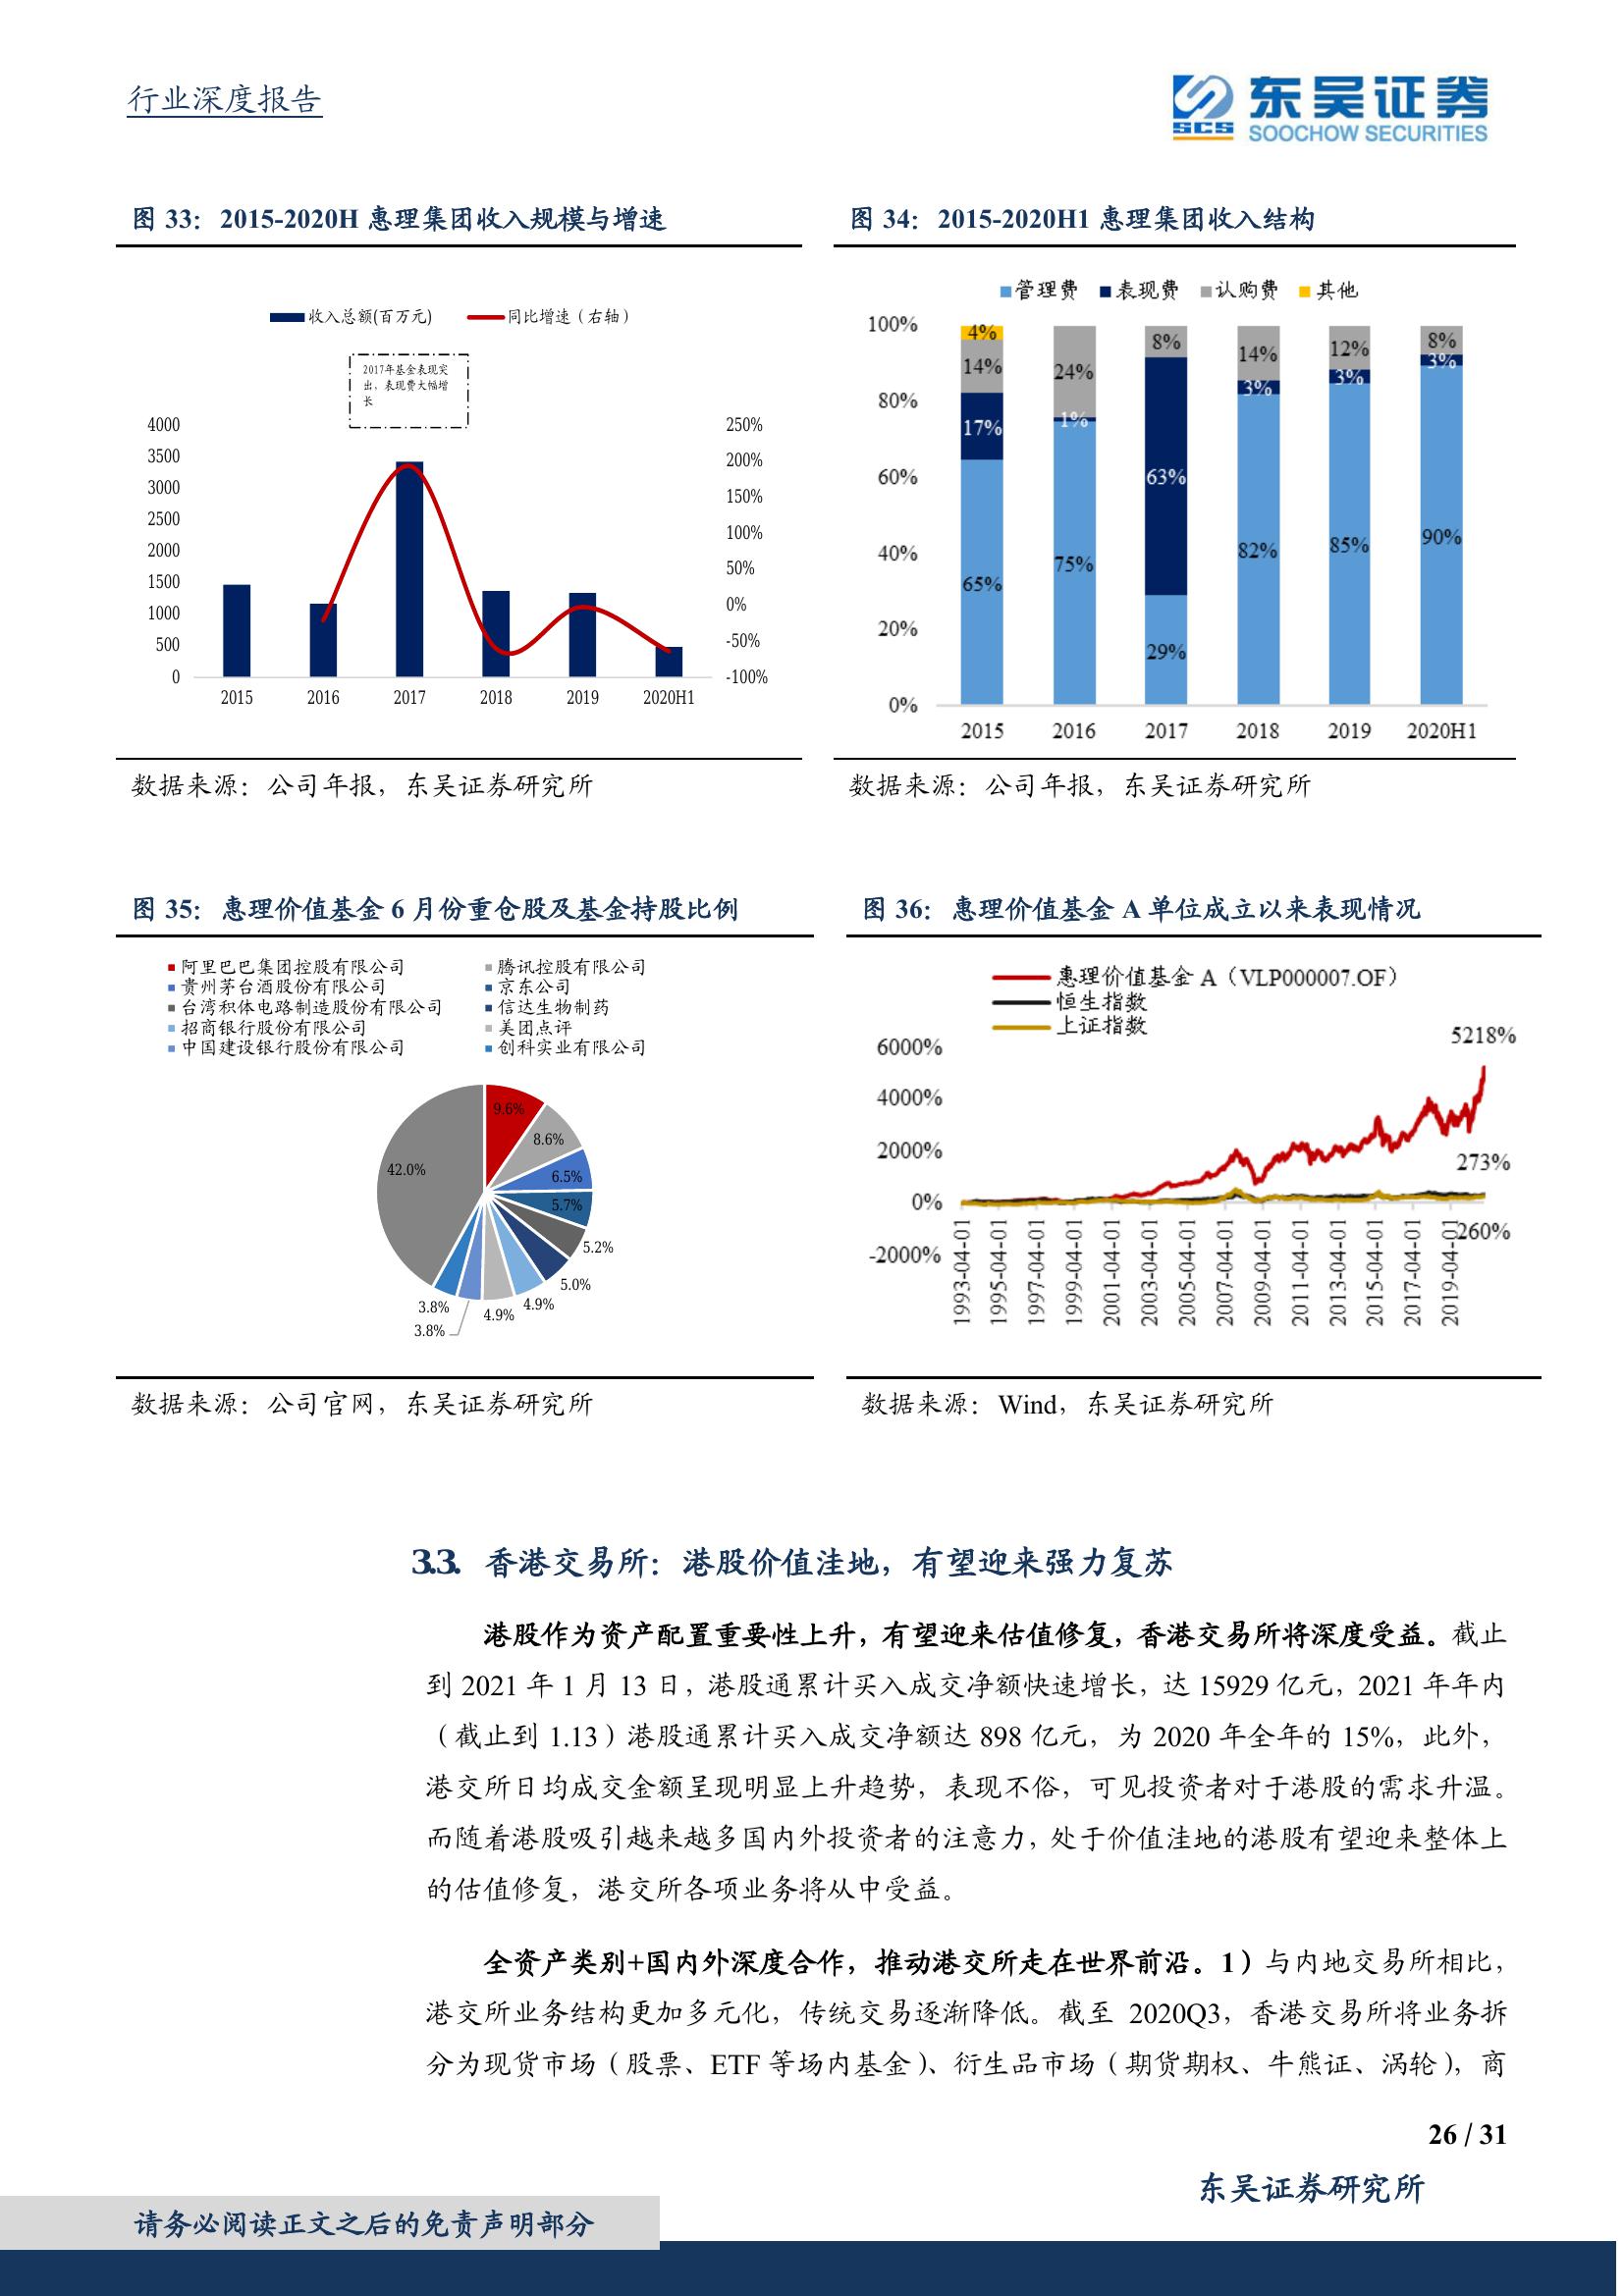 行业深度报告
SCS
东吴证券
SOOCHOW SECURITIES
图 33：2015-2020H 惠理集团收入规模与增速
收入总额(百万元)
同比增速（右轴）
2017年基金表现突
出，表现费大幅增
长
4000
3500
3000
2500
2000
1500
1000
500
0
250%
200%
150%
100%
50%
0%
-50%
-100%
2015 2016 2017 2018 2019 2020H1
数据来源：公司年报，东吴证券研究所
图 34：2015-2020H1 惠理集团收入结构
管理费 表现费 认购费 其他
100%
80%
60%
40%
20%
0%
4%
14%
17%
65%
24%
1%
75%
8%
63%
29%
14%
3%
82%
12%
3%
85%
8%
3%
90%
2015 2016 2017 2018 2019 2020H1
数据来源：公司年报，东吴证券研究所
图 35：惠理价值基金 6 月份重仓股及基金持股比例
阿里巴巴集团控股有限公司 腾讯控股有限公司
贵州茅台酒股份有限公司 京东公司
台湾积体电路制造股份有限公司 信达生物制药
招商银行股份有限公司 美团点评
中国建设银行股份有限公司 创科实业有限公司
9.6%
8.6%
6.5%
5.7%
5.2%
5.0%
4.9%
4.9%
3.8%
3.8%
42.0%
数据来源：公司官网，东吴证券研究所
图 36：惠理价值基金 A 单位成立以来表现情况
惠理价值基金 A（VLP000007.OF）
恒生指数
上证指数
6000%
4000%
2000%
0%
-2000%
5218%
273%
260%
1993-04-01
1995-04-01
1997-04-01
1999-04-01
2001-04-01
2003-04-01
2005-04-01
2007-04-01
2009-04-01
2011-04-01
2013-04-01
2015-04-01
2017-04-01
2019-04-01
数据来源：Wind，东吴证券研究所
3.3. 香港交易所：港股价值洼地，有望迎来强力复苏
港股作为资产配置重要性上升，有望迎来估值修复，香港交易所将深度受益。截止
到 2021 年 1 月 13 日，港股通累计买入成交净额快速增长，达 15929 亿元，2021 年年内
（截止到 1.13）港股通累计买入成交净额达 898 亿元，为 2020 年全年的 15%，此外，
港交所日均成交金额呈现明显上升趋势，表现不俗，可见投资者对于港股的需求升温。
而随着港股吸引越来越多国内外投资者的注意力，处于价值洼地的港股有望迎来整体上
的估值修复，港交所各项业务将从中受益。
全资产类别+国内外深度合作，推动港交所走在世界前沿。1）与内地交易所相比，
港交所业务结构更加多元化，传统交易逐渐降低。截至 2020Q3，香港交易所将业务拆
分为现货市场（股票、ETF 等场内基金）、衍生品市场（期货期权、牛熊证、涡轮），商
26 / 31
东吴证券研究所
请务必阅读正文之后的免责声明部分